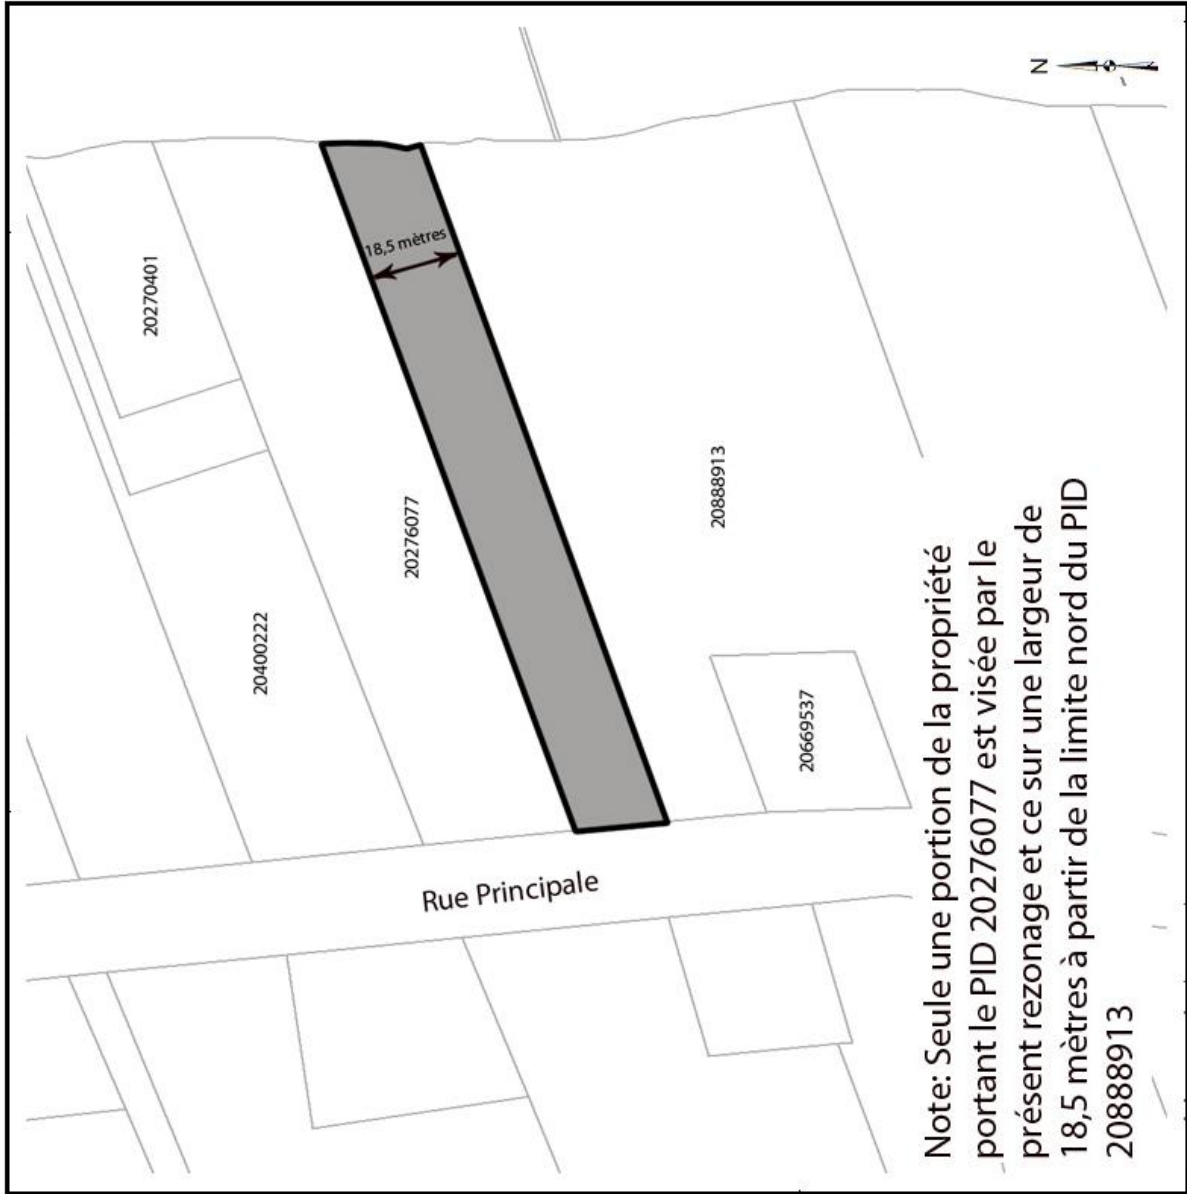 N
18,5 mètres
20270401
20276077
20400222
20888913
20669537
Rue Principale
Note: Seule une portion de la propriété
portant le PID 20276077 est visée par le
présent rezonage et ce sur une largeur de
18,5 mètres à partir de la limite nord du PID
20888913